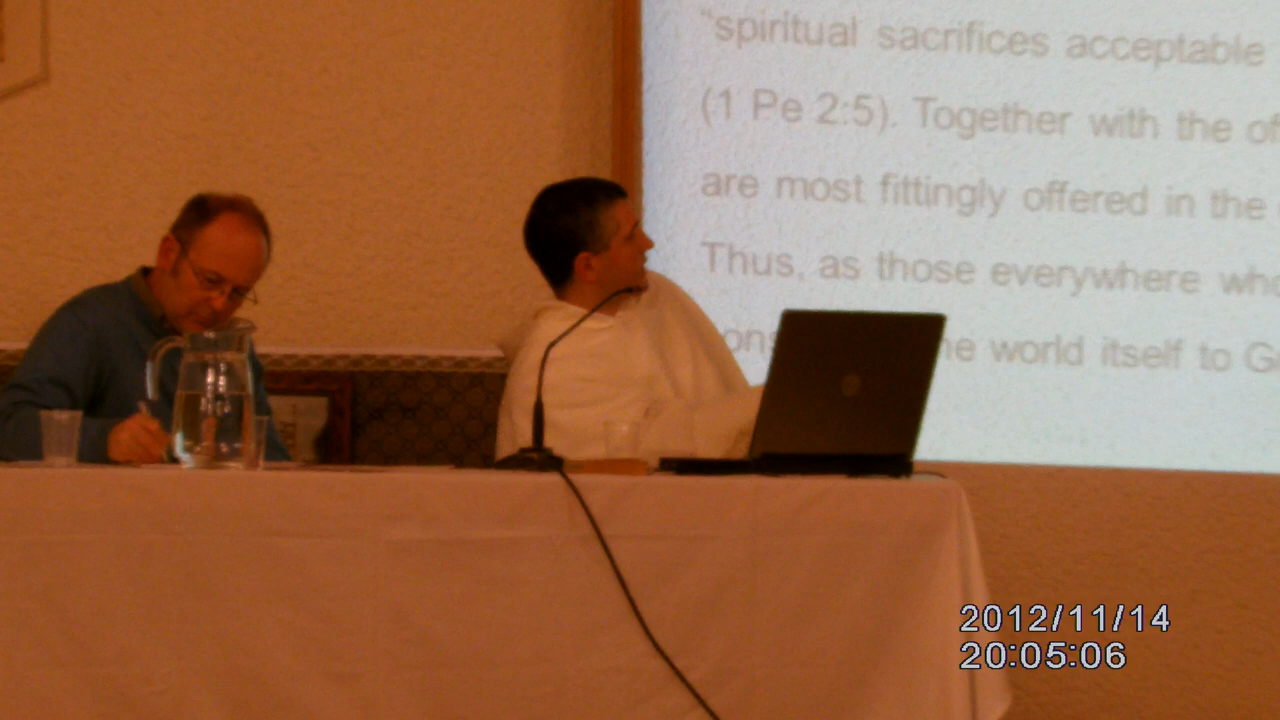 "spiritual sacrifices acceptable
(1 Pe 2:5). Together with the of
are most fittingly offered in the
Thus, as those everywhere who
the world itself to G
2012/11/14
20:05:06